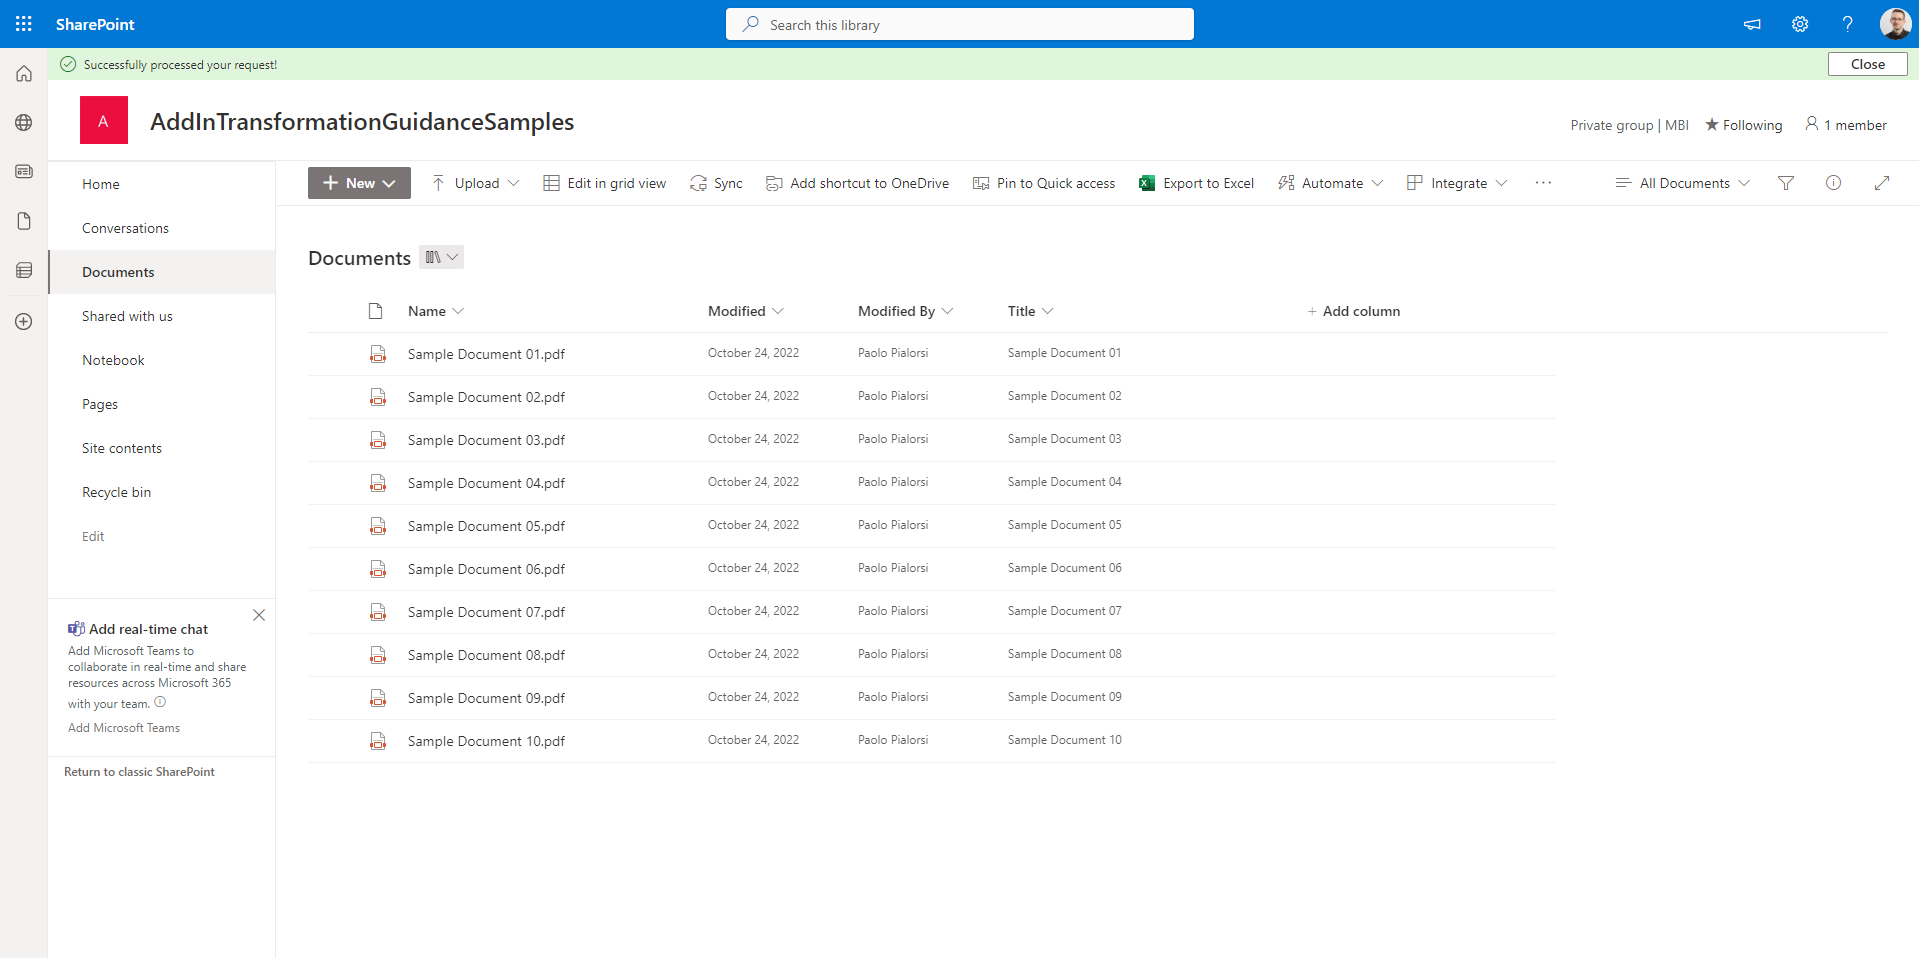 SharePoint
Search this library
Successfully processed your request!
Close
A
AddInTransformationGuidanceSamples
Private group | MBI
Following
1 member
Home
Conversations
Documents
Shared with us
Notebook
Pages
Site contents
Recycle bin
Edit
Add real-time chat
Add Microsoft Teams to
collaborate in real-time and share
resources across Microsoft 365
with your team.
Add Microsoft Teams
Return to classic SharePoint
New
Upload
Edit in grid view
Sync
Add shortcut to OneDrive
Pin to Quick access
Export to Excel
Automate
Integrate
All Documents
Documents
Name Modified Modified By Title + Add column
Sample Document 01.pdf October 24, 2022 Paolo Pialorsi Sample Document 01
Sample Document 02.pdf October 24, 2022 Paolo Pialorsi Sample Document 02
Sample Document 03.pdf October 24, 2022 Paolo Pialorsi Sample Document 03
Sample Document 04.pdf October 24, 2022 Paolo Pialorsi Sample Document 04
Sample Document 05.pdf October 24, 2022 Paolo Pialorsi Sample Document 05
Sample Document 06.pdf October 24, 2022 Paolo Pialorsi Sample Document 06
Sample Document 07.pdf October 24, 2022 Paolo Pialorsi Sample Document 07
Sample Document 08.pdf October 24, 2022 Paolo Pialorsi Sample Document 08
Sample Document 09.pdf October 24, 2022 Paolo Pialorsi Sample Document 09
Sample Document 10.pdf October 24, 2022 Paolo Pialorsi Sample Document 10